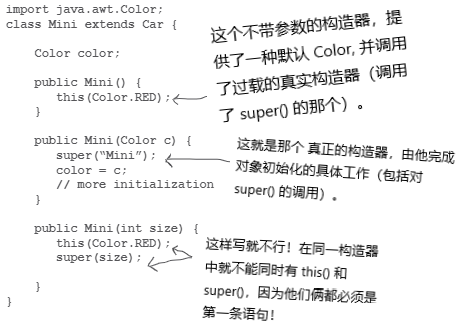 import java.awt.Color;
class Mini extends Car {
Color color;
public Mini() {
this(Color.RED);
}
public Mini(Color c) {
super(“Mini”);
color = c;
// more initialization
}
public Mini(int size) {
this(Color.RED);
super(size);
}
}
这个不带参数的构造器，提
供了一种默认 Color, 并调用
了过载的真实构造器（调用
了 super() 的那个）。
这就是那个 真正的构造器，由他完成
对象初始化的具体工作（包括对
super() 的调用）。
这样写就不行！在同一构造器
中就不能同时有 this() 和
super()，因为他们俩都必须是
第一条语句！